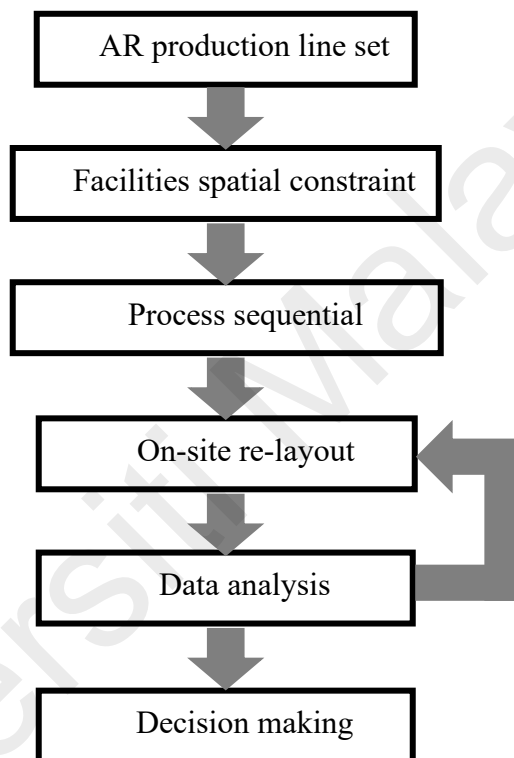 AR production line set
Facilities spatial constraint
Process sequential
On-site re-layout
Data analysis
Decision making